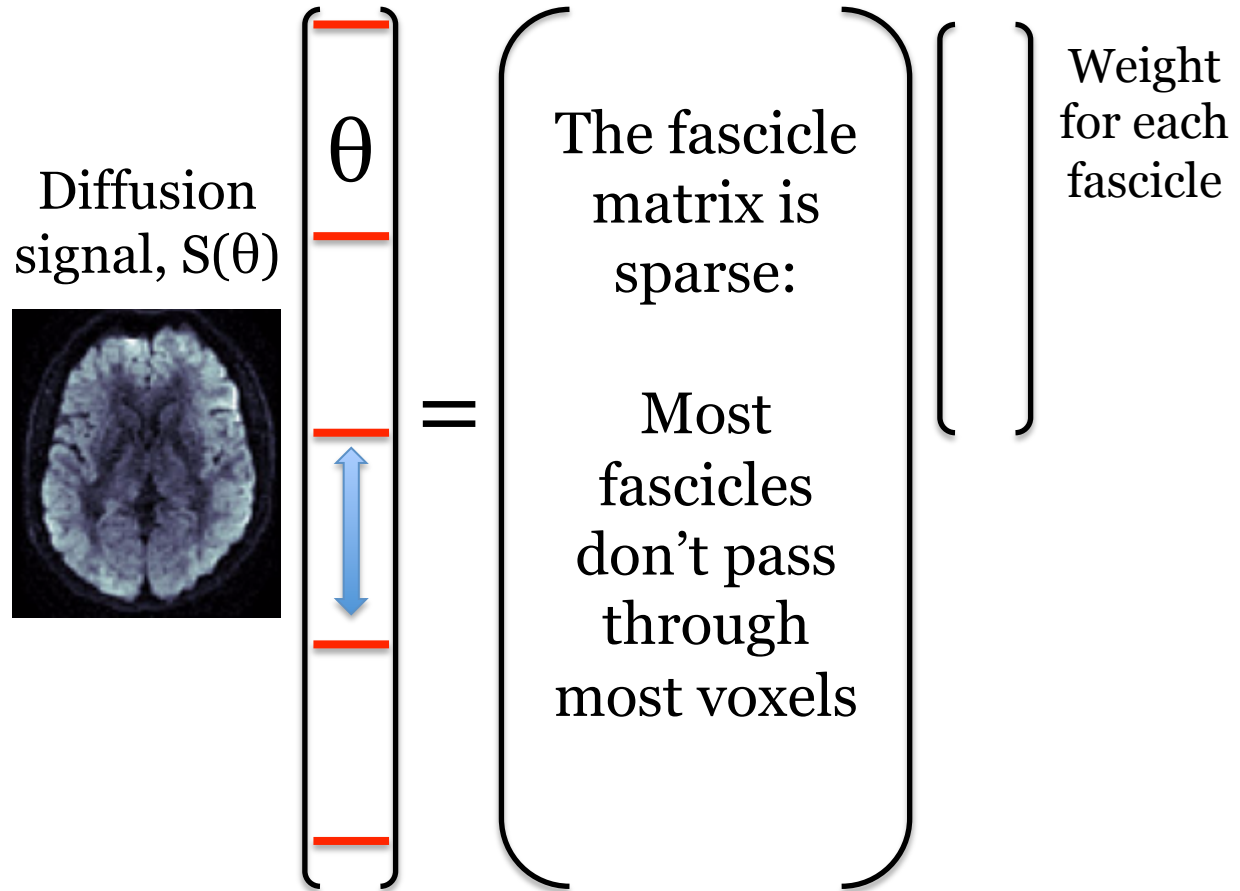 Diffusion
signal, S(θ)
θ
=
The fascicle
matrix is
sparse:
Most
fascicles
don’t pass
through
most voxels
Weight
for each
fascicle